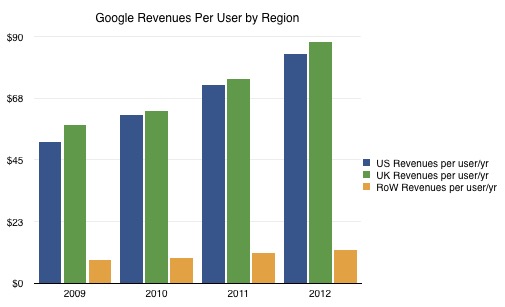 Google Revenues Per User by Region
$90
$68
$45
$23
$0
2009
2010
2011
2012
US Revenues per user/yr
UK Revenues per user/yr
RoW Revenues per user/yr